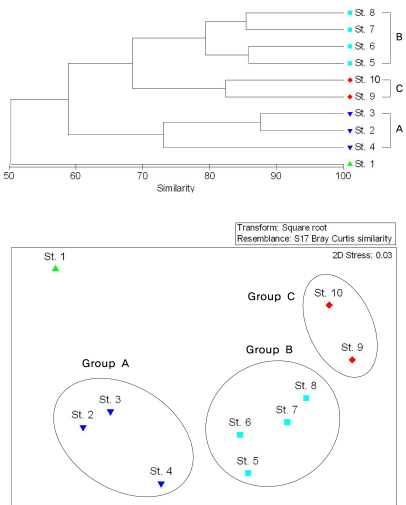 St. 8
St. 7
B
St. 6
St. 5
St. 10
C
St. 9
St. 3
A
St. 2
St. 4
St. 1
50 60 70 80 90 100
Similarity
Transform: Square root
Resemblance: S17 Bray Curtis similarity
2D Stress: 0.03
St. 1
Group C St. 10
St. 9
Group A Group B
St. 8
St. 3
St. 2 St. 7
St. 6
St. 4 St. 5